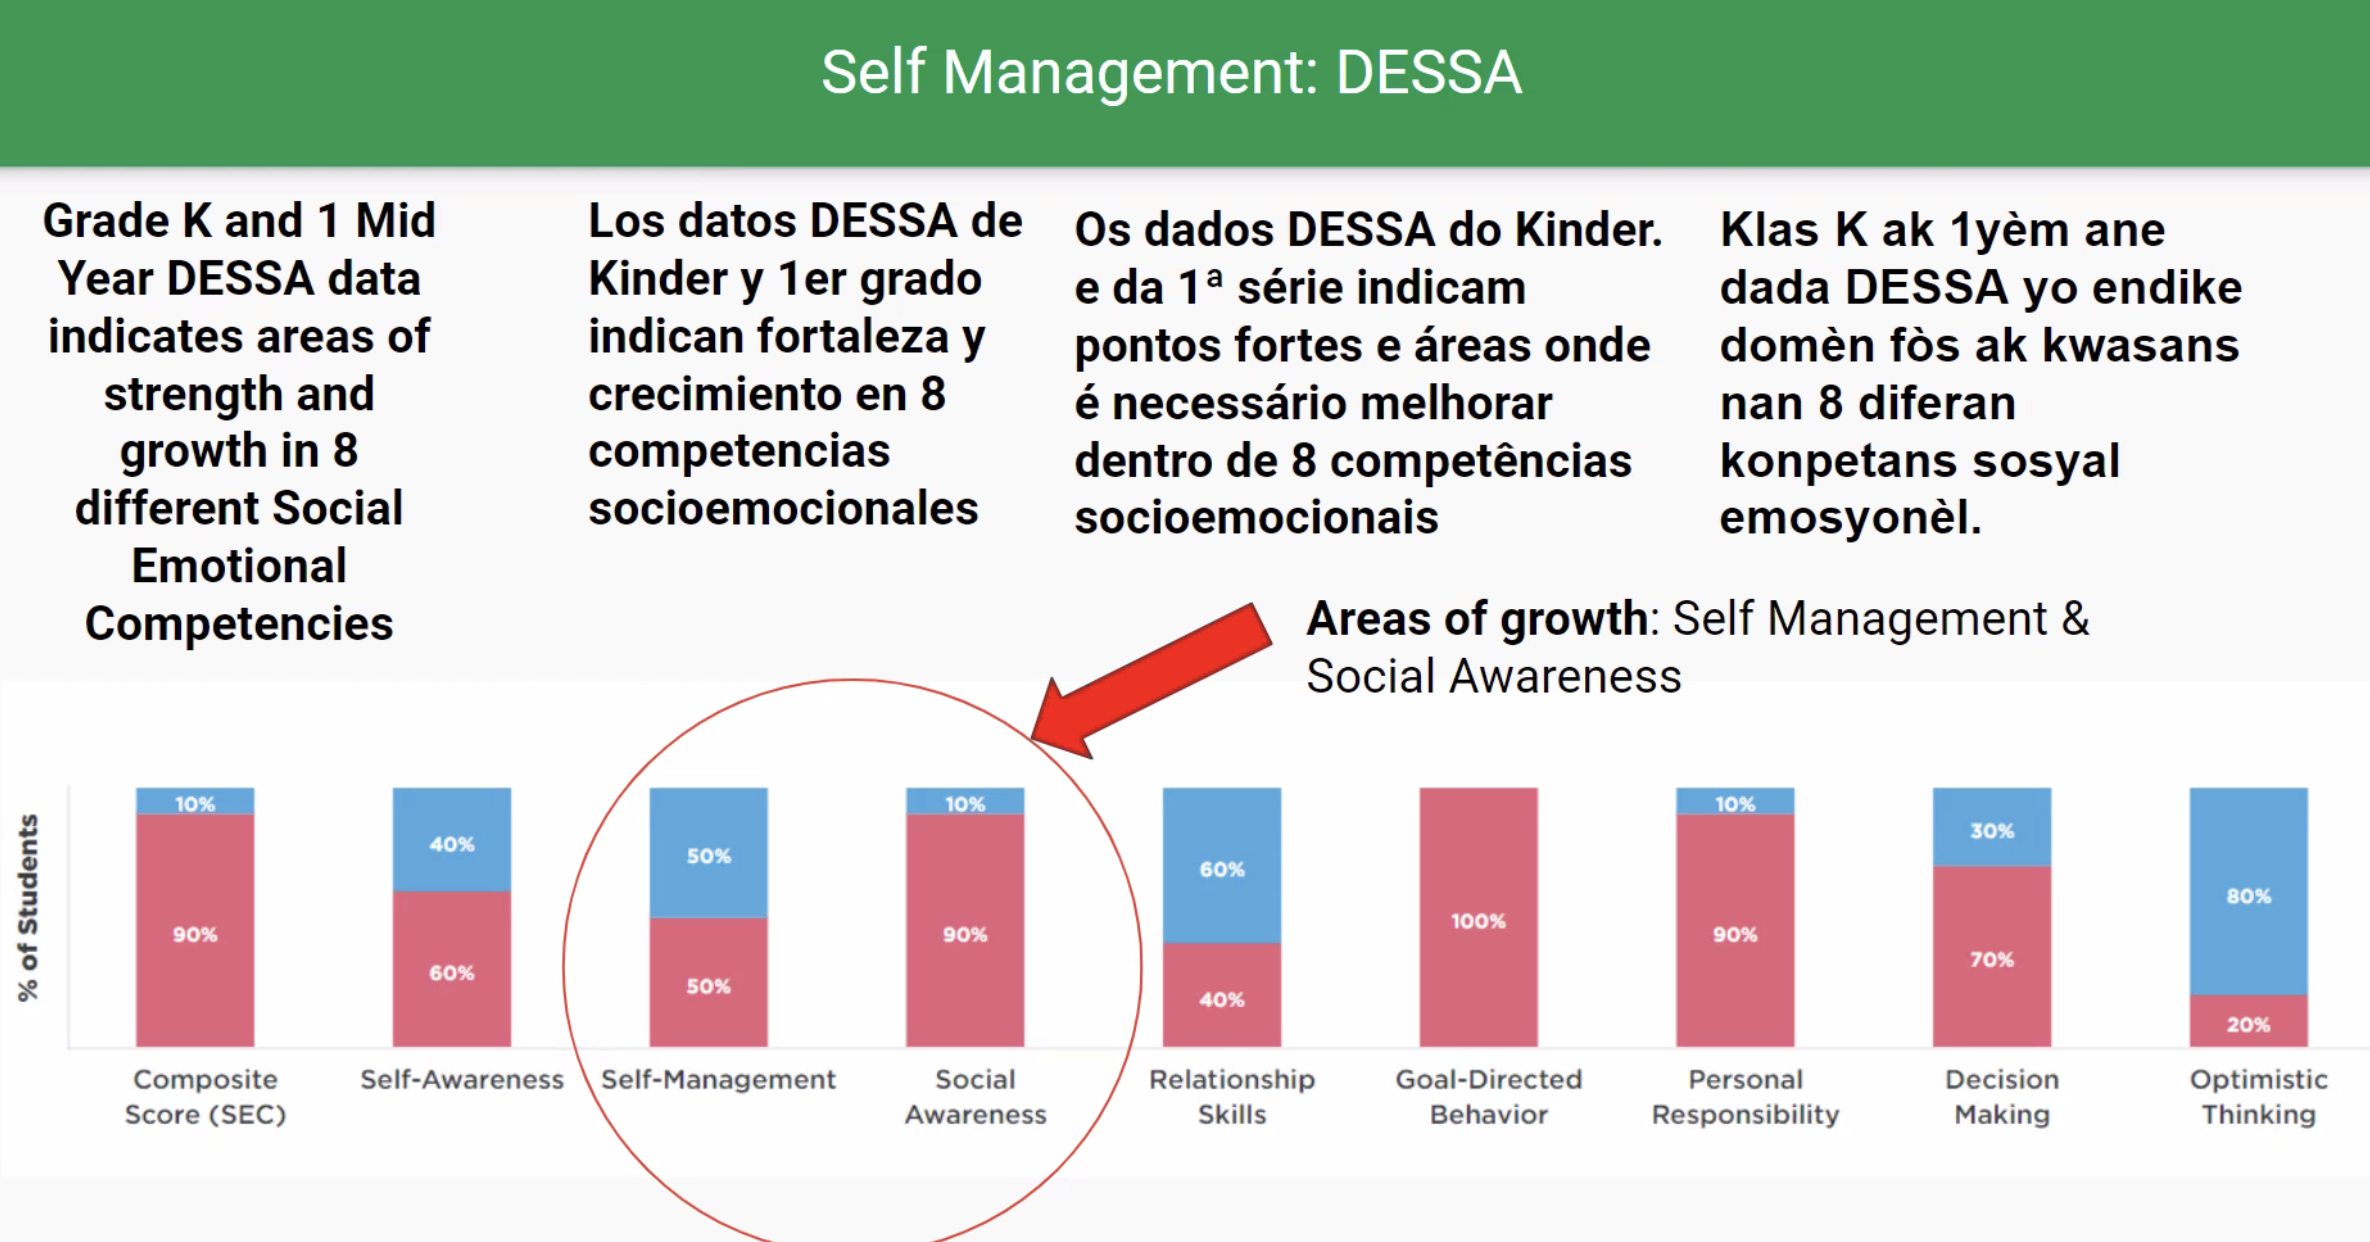 Self Management: DESSA
Grade K and 1 Mid
Year DESSA data
indicates areas of
strength and
growth in 8
different Social
Emotional
Competencies
Los datos DESSA de
Kinder y 1er grado
indican fortaleza y
crecimiento en 8
competencias
socioemocionales
Os dados DESSA do Kinder.
e da 1ª série indicam
pontos fortes e áreas onde
é necessário melhorar
dentro de 8 competências
socioemocionais
Klas K ak 1yèm ane
dada DESSA yo endike
domèn fòs ak kwasans
nan 8 diferan
konpetans sosyal
emosyonèl.
Areas of growth: Self Management &
Social Awareness
% of Students
10%
90%
Composite
Score (SEC)
40%
60%
Self-Awareness
50%
50%
Self-Management
10%
90%
Social
Awareness
60%
40%
Relationship
Skills
100%
Goal-Directed
Behavior
10%
90%
Personal
Responsibility
30%
70%
Decision
Making
80%
20%
Optimistic
Thinking